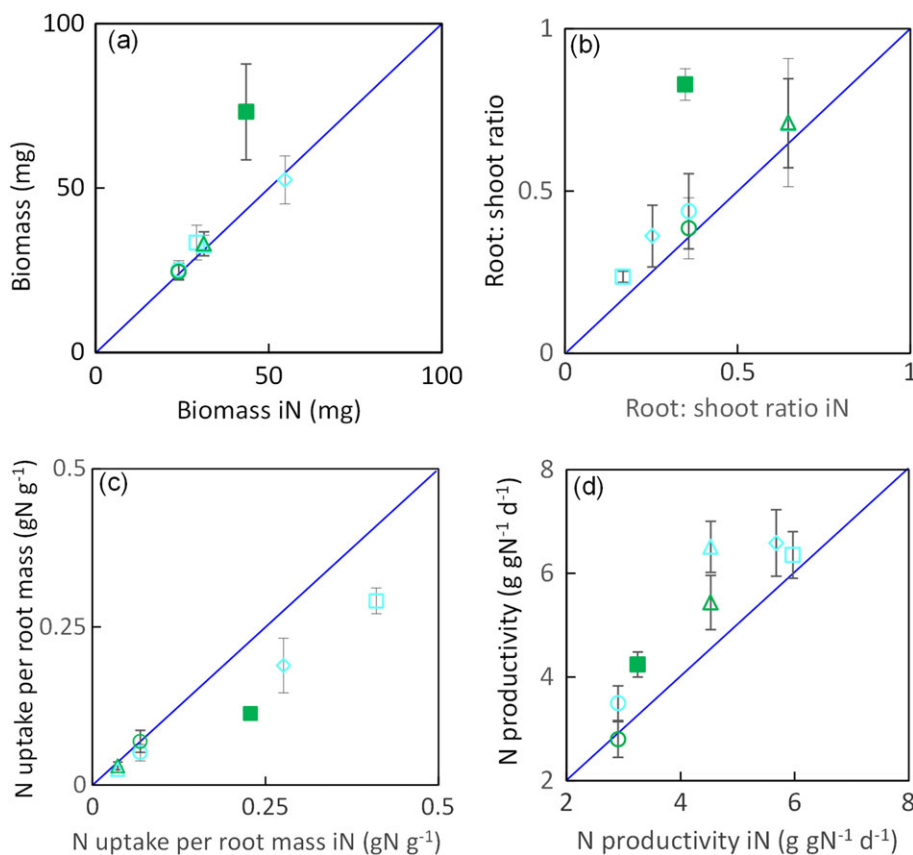 (a)
100
50
0
0
50
100
Biomass (mg)
Biomass iN (mg)
(b)
1
0.5
0
0
0.5
1
Root: shoot ratio
Root: shoot ratio iN
(c)
0.5
0.25
0
0
0.25
0.5
N uptake per root mass (gN g⁻¹)
N uptake per root mass iN (gN g⁻¹)
(d)
8
6
4
2
2
4
6
8
N productivity (g gN⁻¹ d⁻¹)
N productivity iN (g gN⁻¹ d⁻¹)